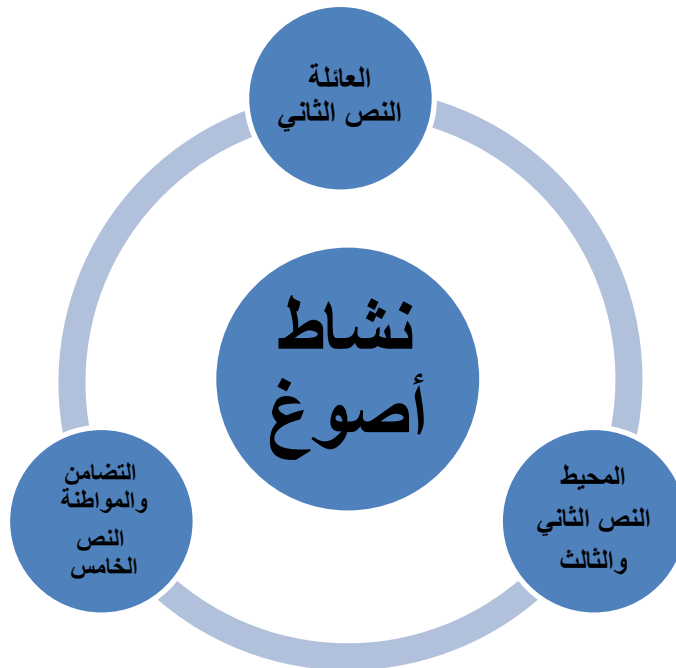 العائلة
النص الثاني
نشاط
أصوغ
المحيط
النص الثاني
والثالث
التضامن
والمواطنة
النص
الخامس